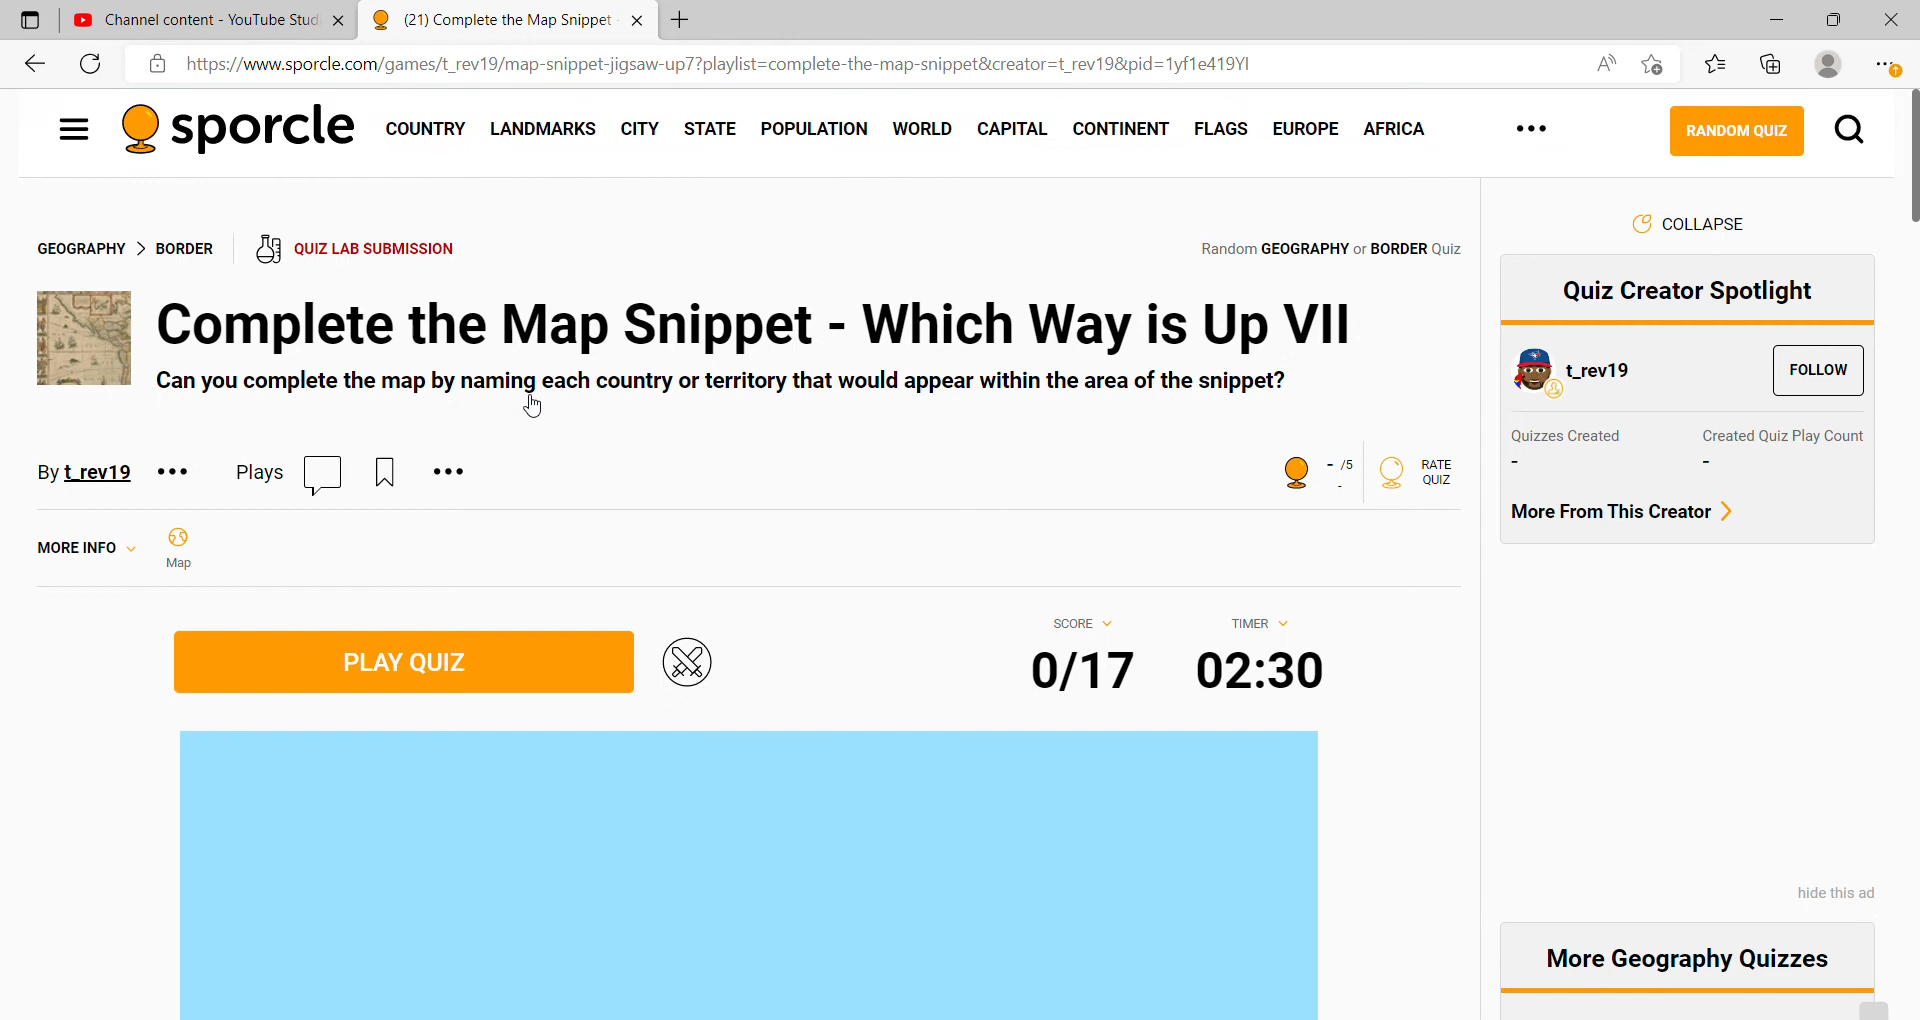 Channel content - YouTube Stud
(21) Complete the Map Snippet
https://www.sporcle.com/games/t_rev19/map-snippet-jigsaw-up7?playlist=complete-the-map-snippet&creator=t_rev19&pid=1yf1e419YI
sporcle
COUNTRY LANDMARKS CITY STATE POPULATION WORLD CAPITAL CONTINENT FLAGS EUROPE AFRICA
RANDOM QUIZ
GEOGRAPHY > BORDER
QUIZ LAB SUBMISSION
Random GEOGRAPHY or BORDER Quiz
Complete the Map Snippet - Which Way is Up VII
Can you complete the map by naming each country or territory that would appear within the area of the snippet?
By t_rev19
Plays
- /5
-
RATE
QUIZ
MORE INFO
Map
PLAY QUIZ
SCORE
0/17
TIMER
02:30
COLLAPSE
Quiz Creator Spotlight
t_rev19
FOLLOW
Quizzes Created
-
Created Quiz Play Count
-
More From This Creator
hide this ad
More Geography Quizzes